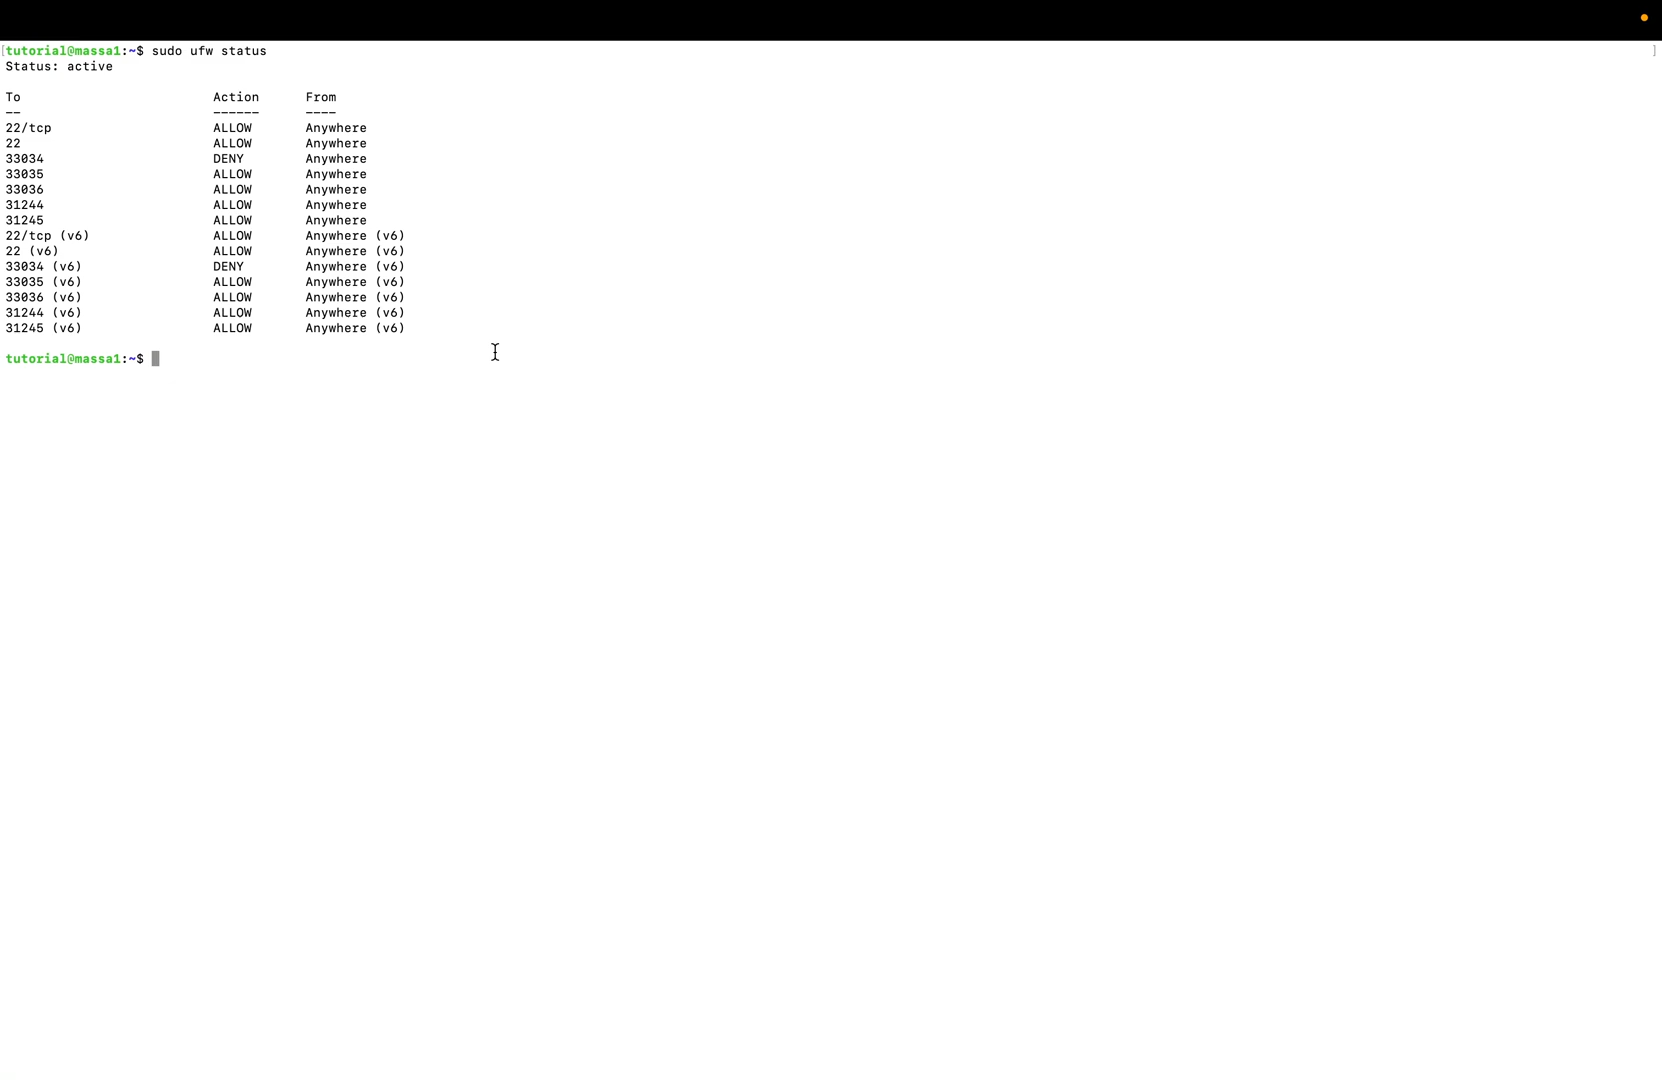 [tutorial@massa1:~$ sudo ufw status ]
Status: active
To                         Action      From
--                         ------      ----
22/tcp                     ALLOW       Anywhere
22                         ALLOW       Anywhere
33034                      DENY        Anywhere
33035                      ALLOW       Anywhere
33036                      ALLOW       Anywhere
31244                      ALLOW       Anywhere
31245                      ALLOW       Anywhere
22/tcp (v6)                ALLOW       Anywhere (v6)
22 (v6)                    ALLOW       Anywhere (v6)
33034 (v6)                 DENY        Anywhere (v6)
33035 (v6)                 ALLOW       Anywhere (v6)
33036 (v6)                 ALLOW       Anywhere (v6)
31244 (v6)                 ALLOW       Anywhere (v6)
31245 (v6)                 ALLOW       Anywhere (v6)
tutorial@massa1:~$